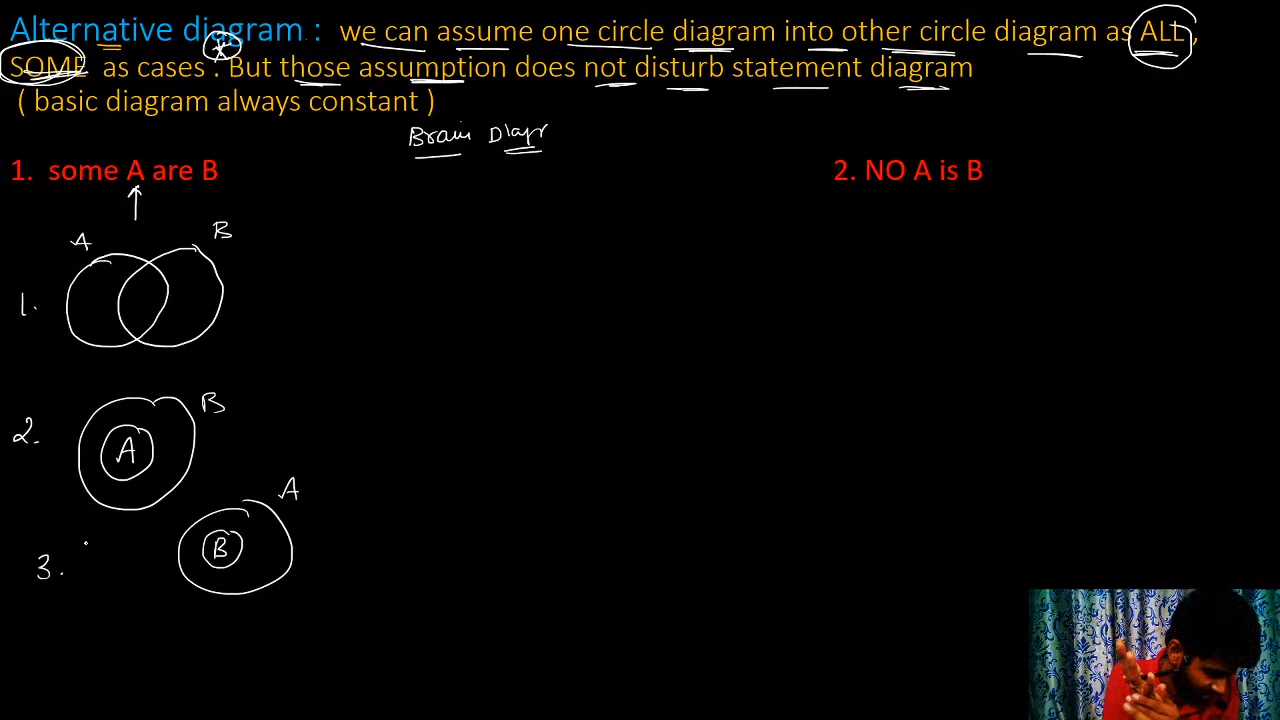 Alternative diagram : we can assume one circle diagram into other circle diagram as ALL ,
SOME as cases . But those assumption does not disturb statement diagram
( basic diagram always constant )
Brain Diagr
1. some A are B
2. NO A is B
A B
1.
2. A B
A
3. B